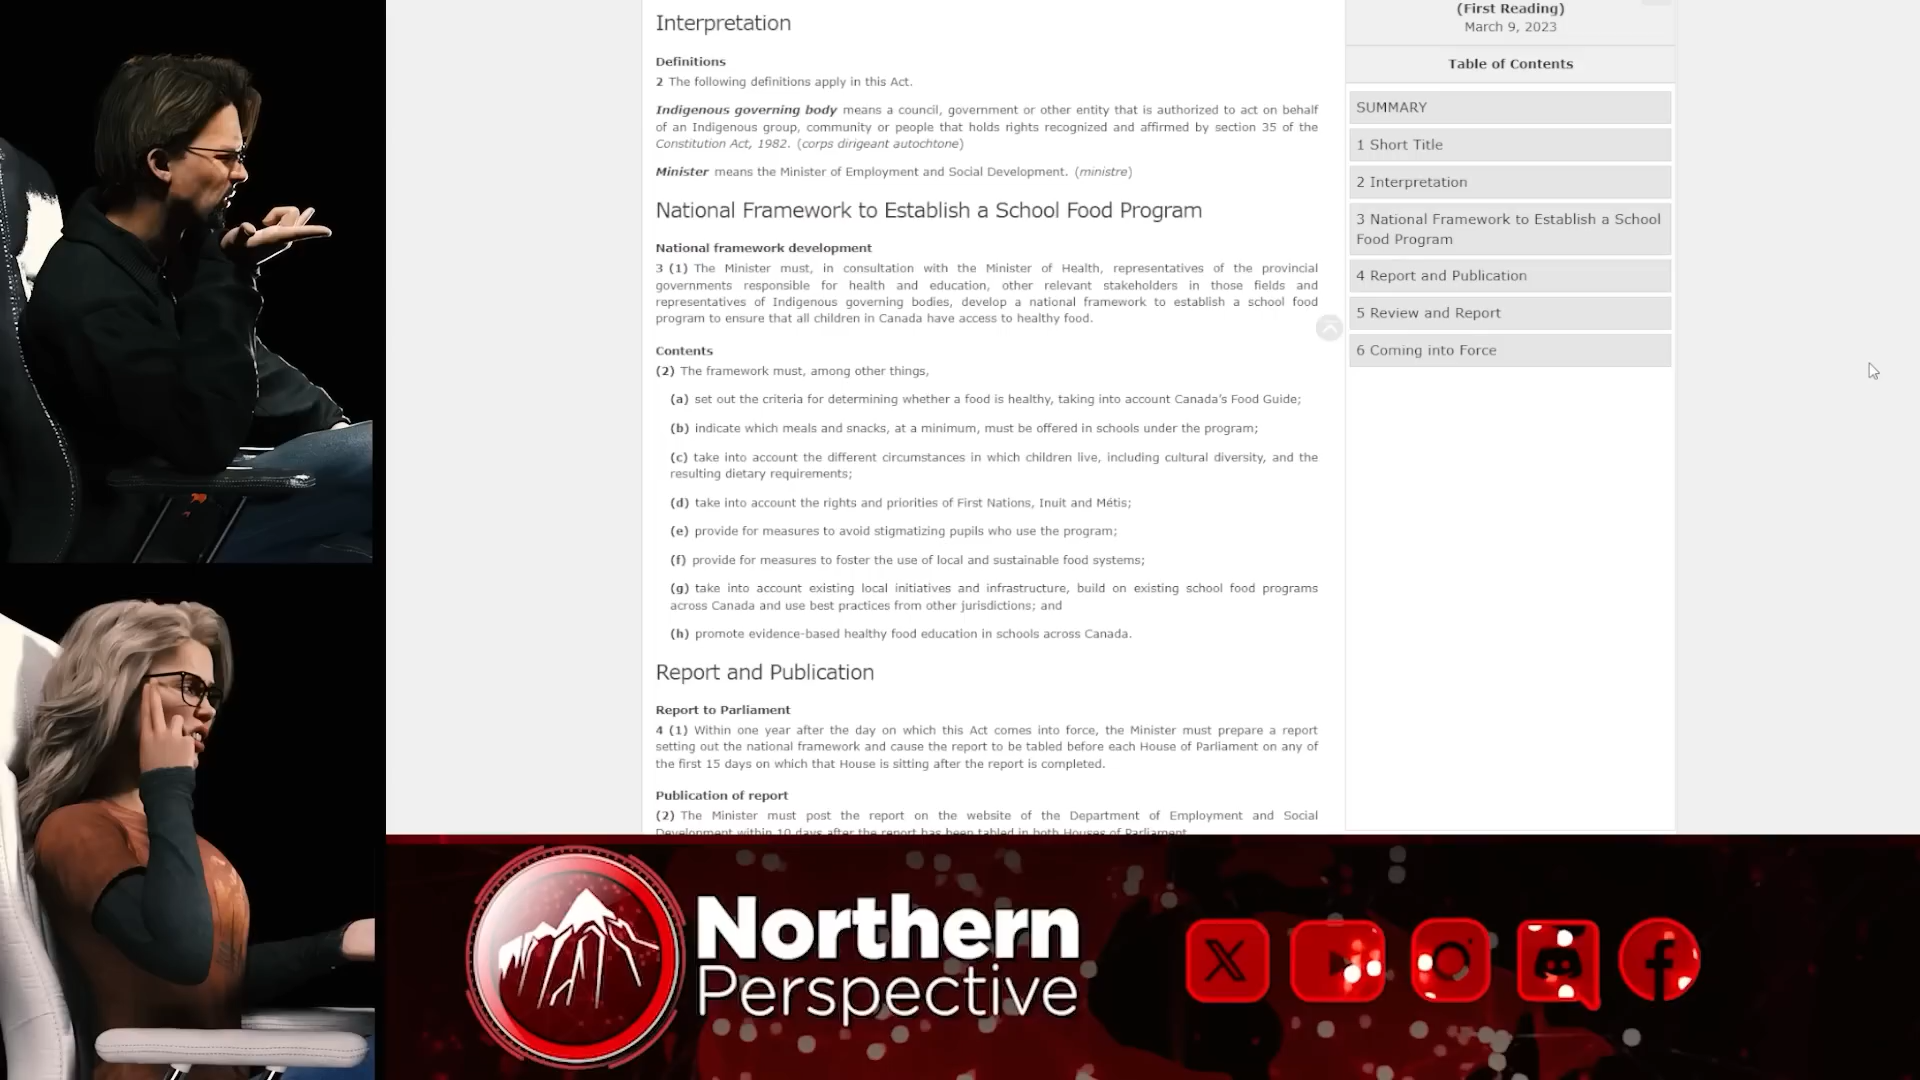 Interpretation
Definitions
2 The following definitions apply in this Act.
Indigenous governing body means a council, government or other entity that is authorized to act on behalf
of an Indigenous group, community or people that holds rights recognized and affirmed by section 35 of the
Constitution Act, 1982. (corps dirigeant autochtone)
Minister means the Minister of Employment and Social Development. (ministre)
National Framework to Establish a School Food Program
National framework development
3 (1) The Minister must, in consultation with the Minister of Health, representatives of the provincial
governments responsible for health and education, other relevant stakeholders in those fields and
representatives of Indigenous governing bodies, develop a national framework to establish a school food
program to ensure that all children in Canada have access to healthy food.
Contents
(2) The framework must, among other things,
(a) set out the criteria for determining whether a food is healthy, taking into account Canada's Food Guide;
(b) indicate which meals and snacks, at a minimum, must be offered in schools under the program;
(c) take into account the different circumstances in which children live, including cultural diversity, and the
resulting dietary requirements;
(d) take into account the rights and priorities of First Nations, Inuit and Métis;
(e) provide for measures to avoid stigmatizing pupils who use the program;
(f) provide for measures to foster the use of local and sustainable food systems;
(g) take into account existing local initiatives and infrastructure, build on existing school food programs
across Canada and use best practices from other jurisdictions; and
(h) promote evidence-based healthy food education in schools across Canada.
Report and Publication
Report to Parliament
4 (1) Within one year after the day on which this Act comes into force, the Minister must prepare a report
setting out the national framework and cause the report to be tabled before each House of Parliament on any of
the first 15 days on which that House is sitting after the report is completed.
Publication of report
(2) The Minister must post the report on the website of the Department of Employment and Social
Development within 10 days after the report has been tabled in both Houses of Parliament.
(First Reading)
March 9, 2023
Table of Contents
SUMMARY
1 Short Title
2 Interpretation
3 National Framework to Establish a School
Food Program
4 Report and Publication
5 Review and Report
6 Coming into Force
Northern
Perspective